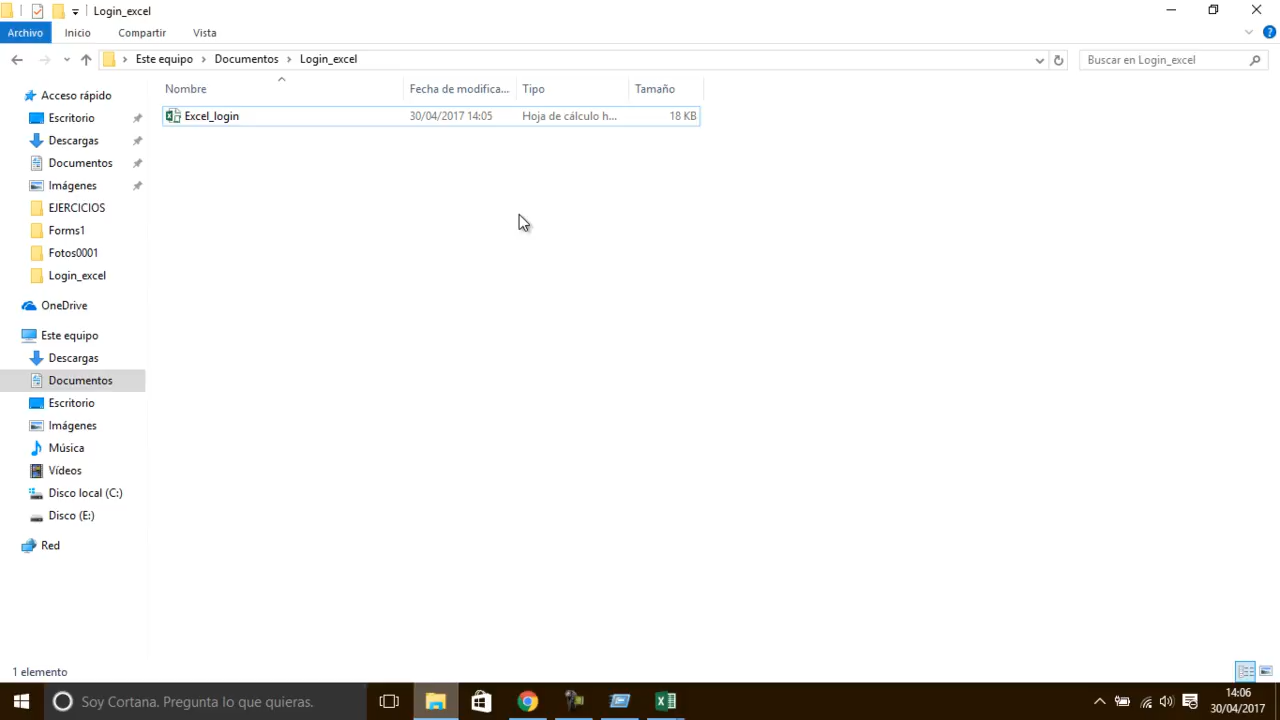 Login_excel
Archivo Inicio Compartir Vista
Este equipo Documentos Login_excel
Buscar en Login_excel
Nombre Fecha de modifica... Tipo Tamaño
Excel_login 30/04/2017 14:05 Hoja de cálculo h... 18 KB
Acceso rápido
Escritorio
Descargas
Documentos
Imágenes
EJERCICIOS
Forms1
Fotos0001
Login_excel
OneDrive
Este equipo
Descargas
Documentos
Escritorio
Imágenes
Música
Vídeos
Disco local (C:)
Disco (E:)
Red
1 elemento
Soy Cortana. Pregunta lo que quieras.
14:06
30/04/2017